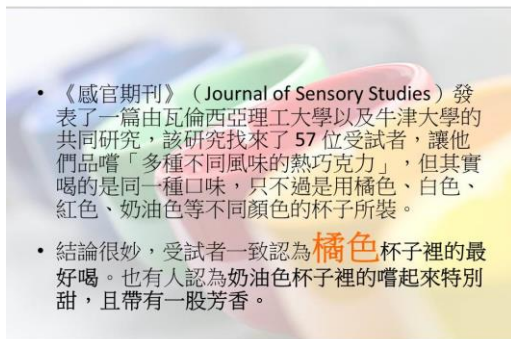 • 《感官期刊》（Journal of Sensory Studies）發
表了一篇由瓦倫西亞理工大學以及牛津大學的
共同研究，該研究找來了 57 位受試者，讓他
們品嚐「多種不同風味的熱巧克力」，但其實
喝的是同一種口味，只不過是用橘色、白色、
紅色、奶油色等不同顏色的杯子所裝。
• 結論很妙，受試者一致認為橘色杯子裡的最
好喝。也有人認為奶油色杯子裡的嚐起來特別
甜，且帶有一股芳香。